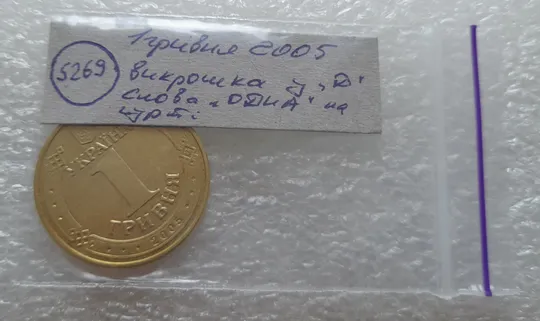 1 гривня 2005
5269
викрошка у "Д"
слова "ОДНА" на
гурті
УКРАЇНА
1
ГРИВНЯ
2005